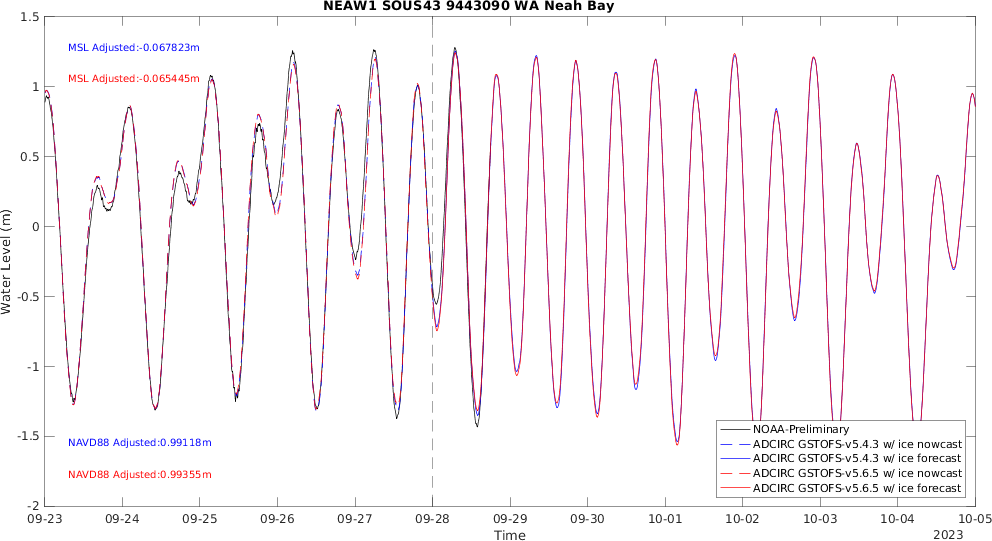 NEAW1 SOUS43 9443090 WA Neah Bay
1.5
1
0.5
0
-0.5
-1
-1.5
-2
Water Level (m)
MSL Adjusted:-0.067823m
MSL Adjusted:-0.065445m
NAVD88 Adjusted:0.99118m
NAVD88 Adjusted:0.99355m
NOAA-Preliminary
ADCIRC GSTOFS-v5.4.3 w/ ice nowcast
ADCIRC GSTOFS-v5.4.3 w/ ice forecast
ADCIRC GSTOFS-v5.6.5 w/ ice nowcast
ADCIRC GSTOFS-v5.6.5 w/ ice forecast
09-23 09-24 09-25 09-26 09-27 09-28 09-29 09-30 10-01 10-02 10-03 10-04 10-05
Time
2023